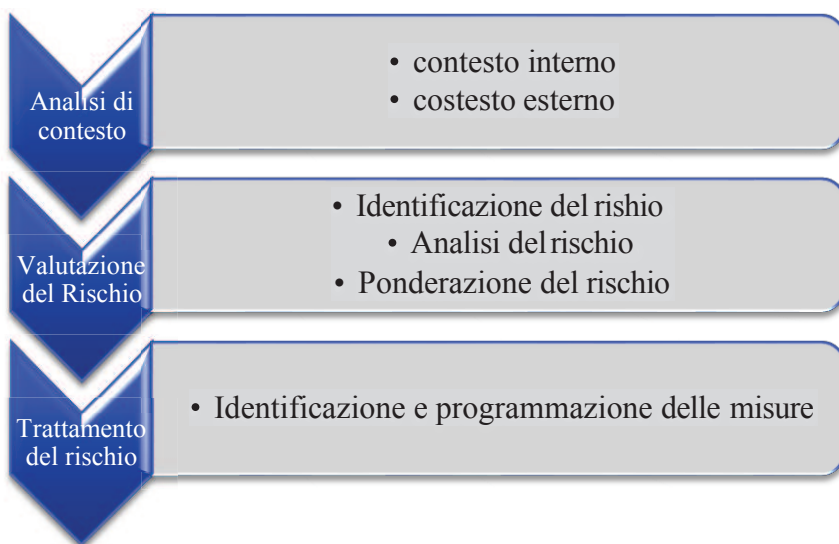 Analisi di
contesto
• contesto interno
• costesto esterno
Valutazione
del Rischio
• Identificazione del rishio
• Analisi del rischio
• Ponderazione del rischio
Trattamento
del rischio
• Identificazione e programmazione delle misure